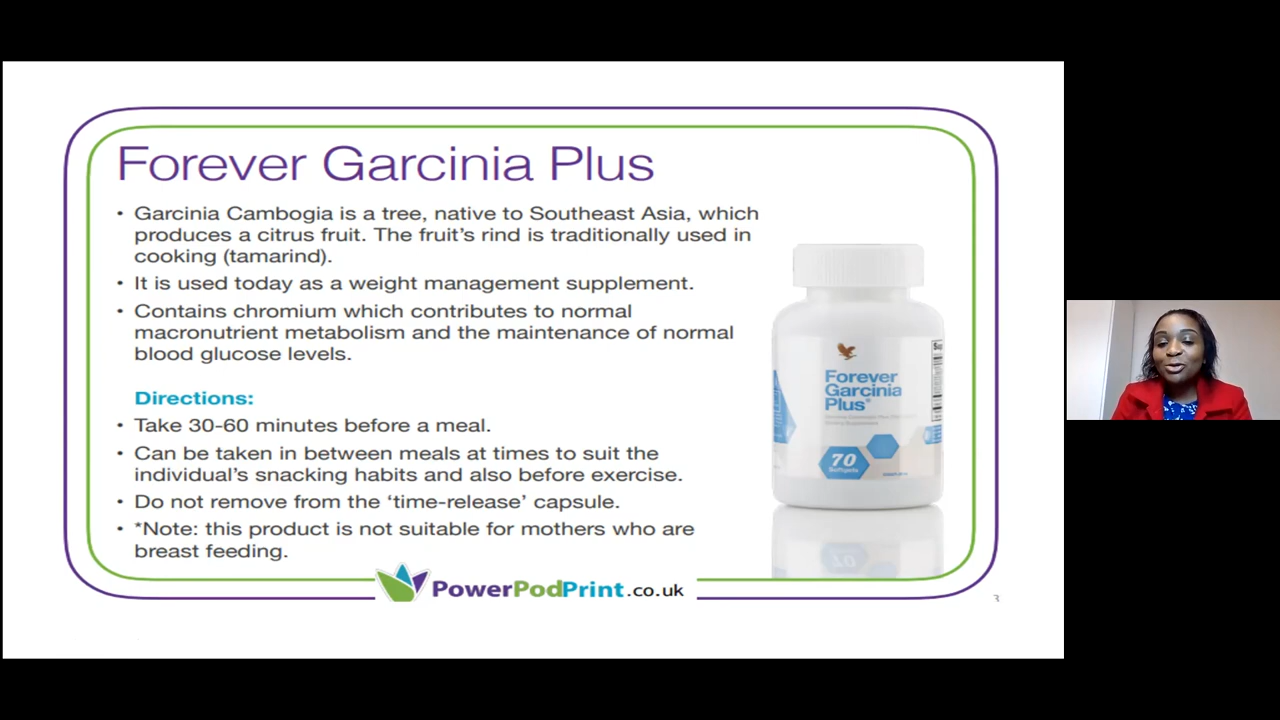 Forever Garcinia Plus
• Garcinia Cambogia is a tree, native to Southeast Asia, which
produces a citrus fruit. The fruit's rind is traditionally used in
cooking (tamarind).
• It is used today as a weight management supplement.
• Contains chromium which contributes to normal
macronutrient metabolism and the maintenance of normal
blood glucose levels.
Directions:
• Take 30-60 minutes before a meal.
• Can be taken in between meals at times to suit the
individual's snacking habits and also before exercise.
• Do not remove from the ‘time-release’ capsule.
• *Note: this product is not suitable for mothers who are
breast feeding.
Forever
Garcinia
Plus
70
Softgels
PowerPodPrint.co.uk